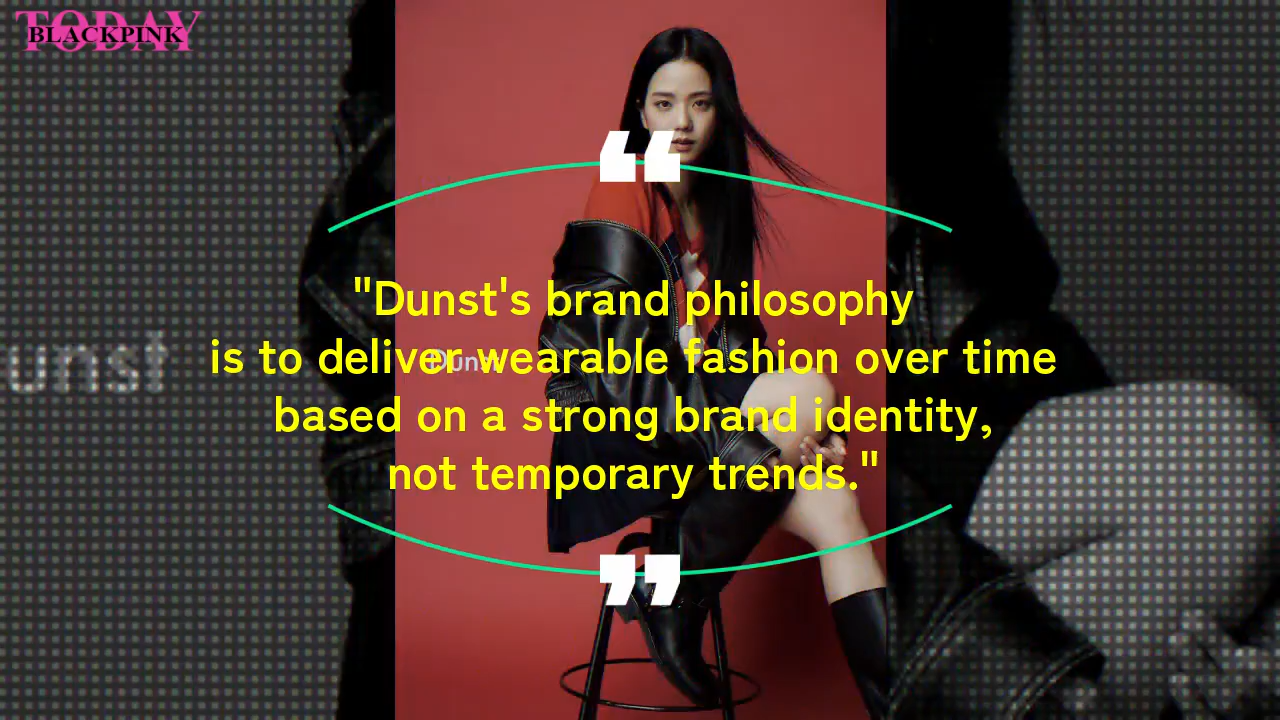 TODAY
BLACKPINK
"Dunst's brand philosophy
is to deliver wearable fashion over time
based on a strong brand identity,
not temporary trends."
Dunst
unst